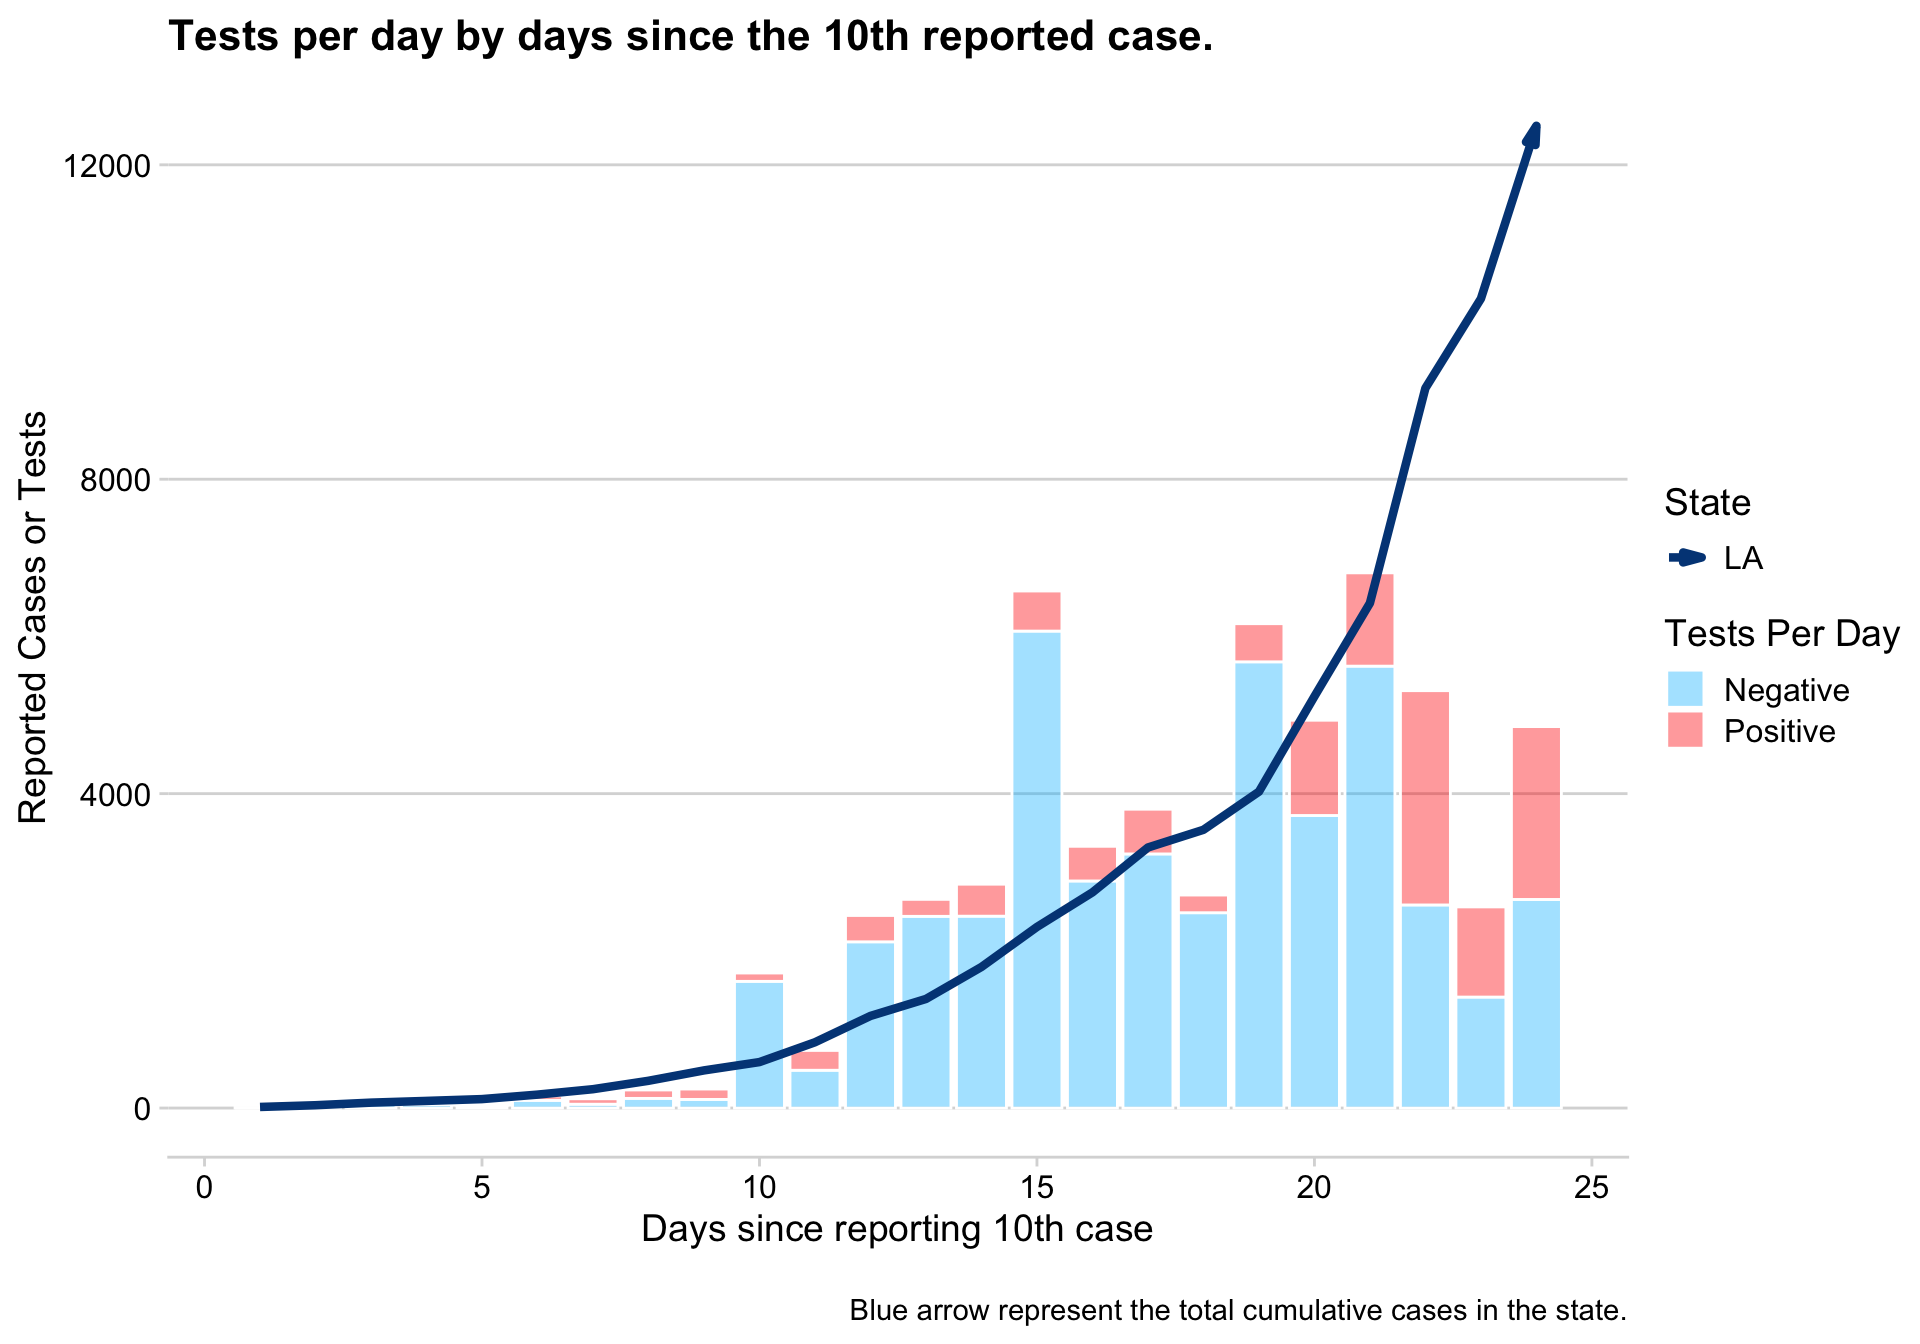 Tests per day by days since the 10th reported case.
12000
8000
4000
0
Reported Cases or Tests
0 5 10 15 20 25
Days since reporting 10th case
State
LA
Tests Per Day
Negative
Positive
Blue arrow represent the total cumulative cases in the state.